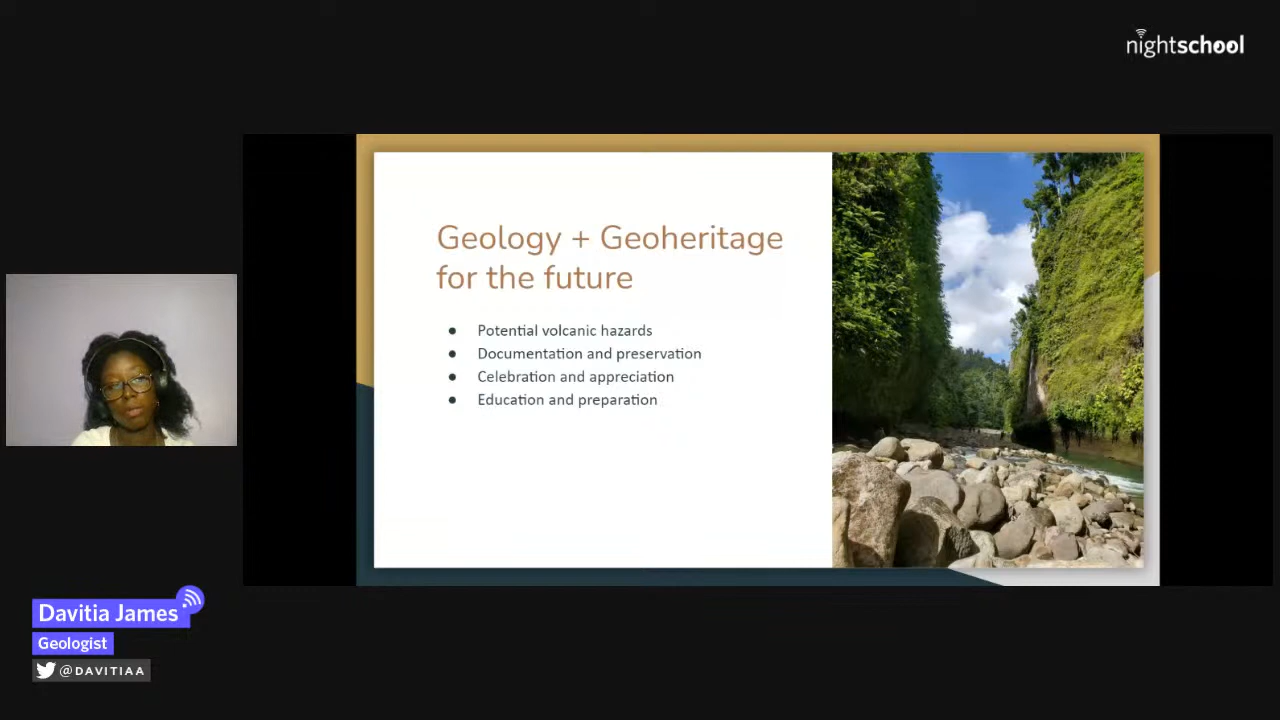 nightschool
Geology + Geoheritage
for the future
● Potential volcanic hazards
● Documentation and preservation
● Celebration and appreciation
● Education and preparation
Davitia James
Geologist
@DAVITIAA